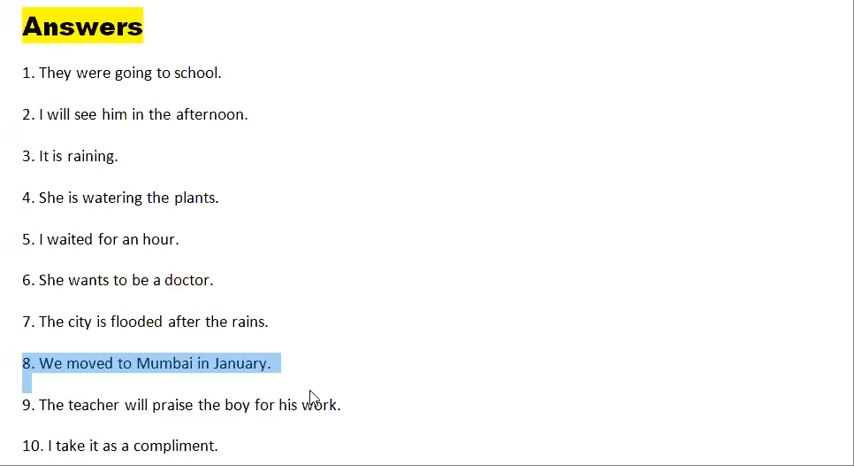 Answers
1. They were going to school.
2. I will see him in the afternoon.
3. It is raining.
4. She is watering the plants.
5. I waited for an hour.
6. She wants to be a doctor.
7. The city is flooded after the rains.
8. We moved to Mumbai in January.
9. The teacher will praise the boy for his work.
10. I take it as a compliment.